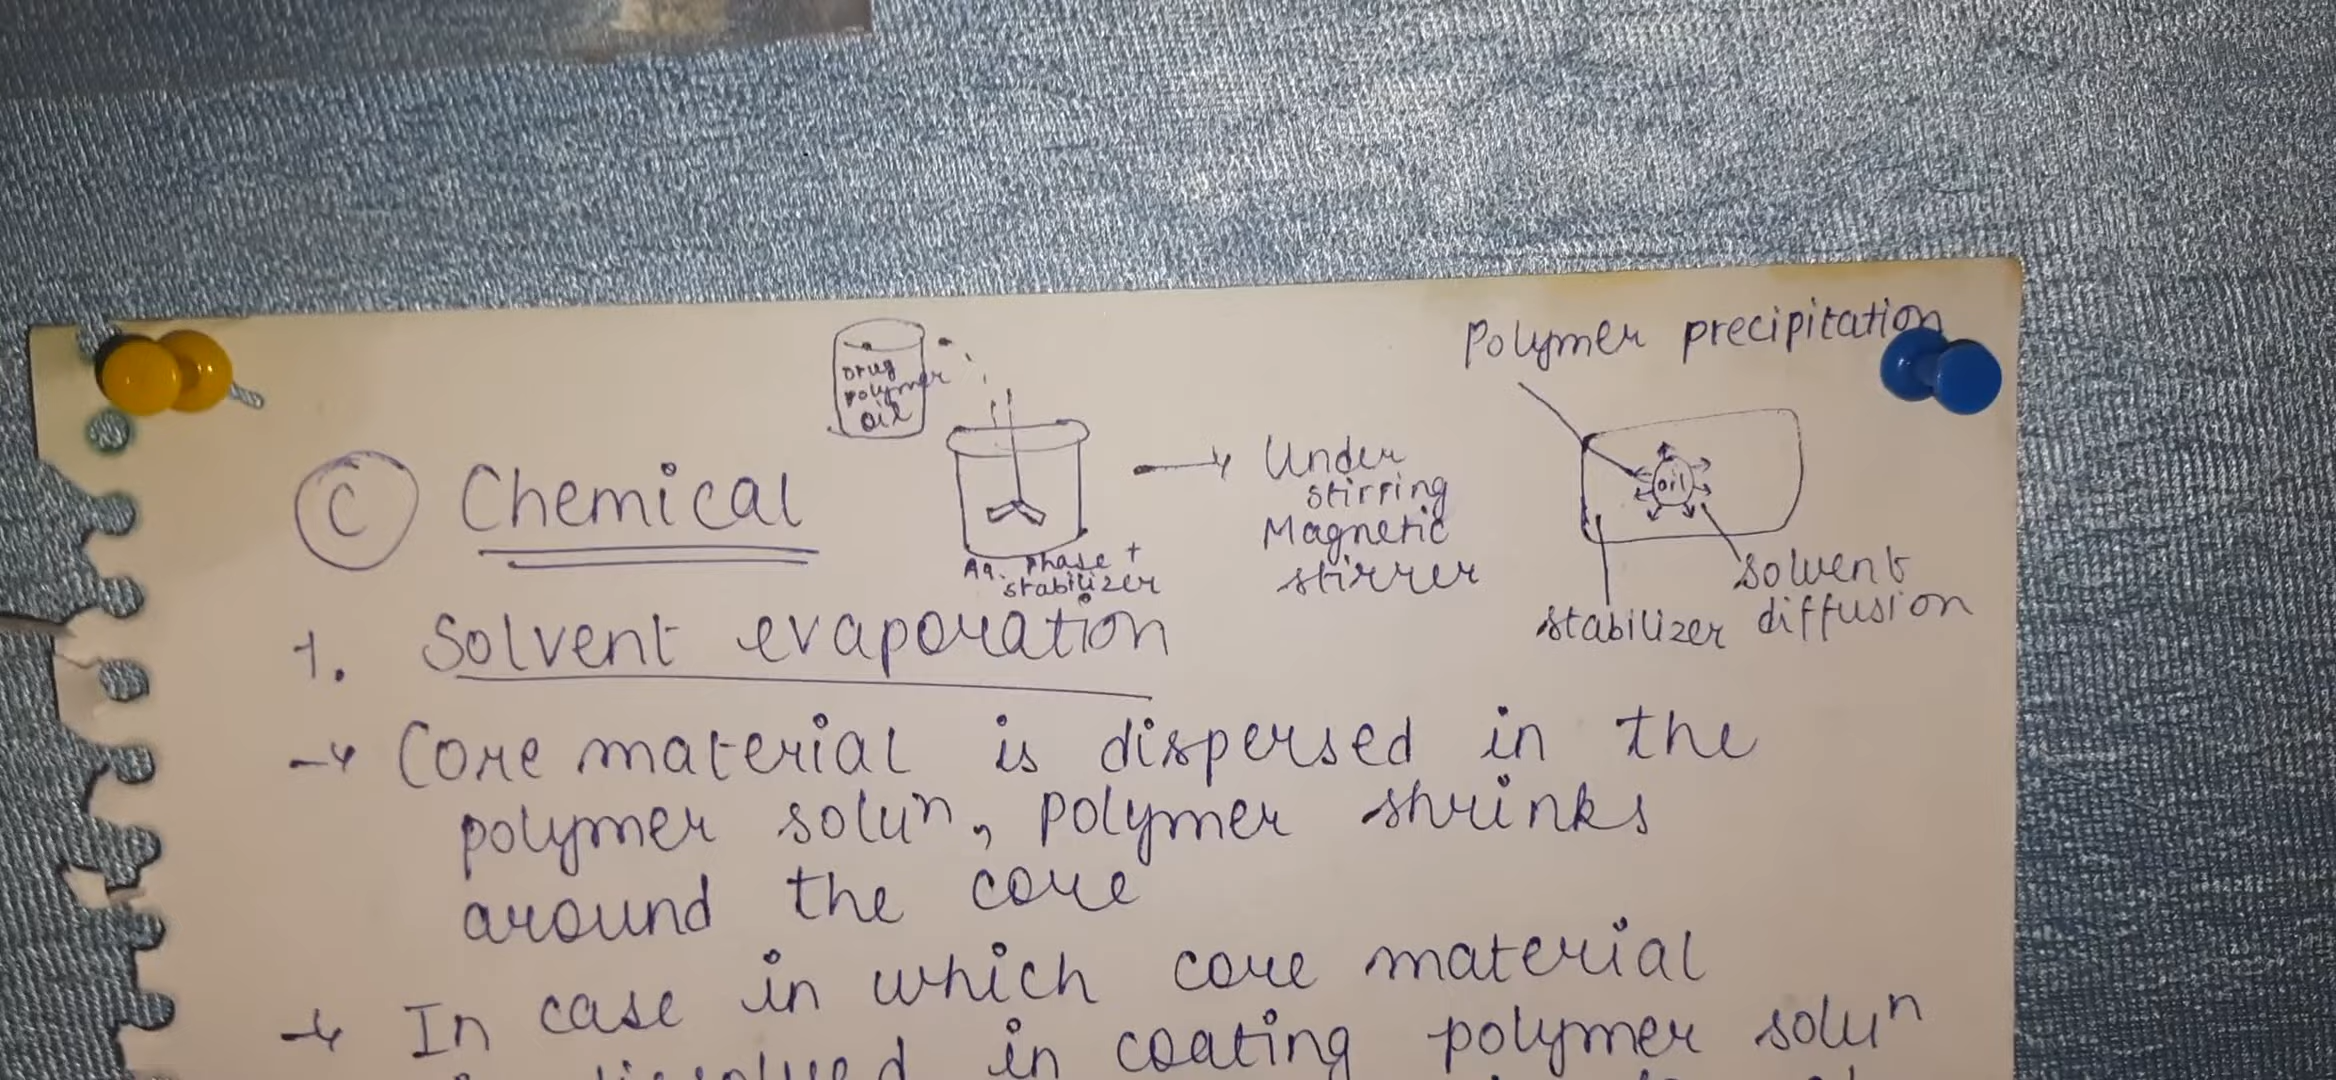 Drug
polymer
oil
Polymer precipitation
C Chemical
Aq. phase +
stabilizer
Under
stirring
Magnetic
stirrer
oil
solvent
diffusion
stabilizer
1. Solvent evaporation
→ Core material is dispersed in the
polymer soluⁿ, polymer shrinks
around the core
→ In case in which core material
dissolved in coating polymer soluⁿ